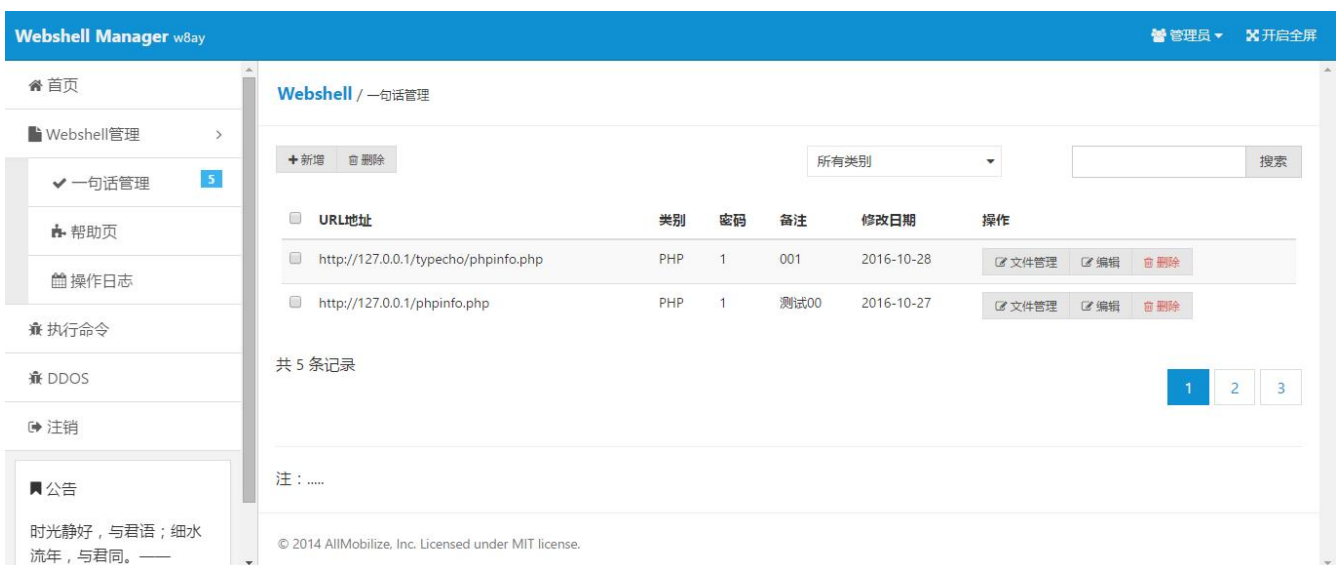 Webshell Manager w8ay
管理员 开启全屏
首页
Webshell管理
一句话管理 5
帮助页
操作日志
执行命令
DDOS
注销
公告
时光静好，与君语；细水
流年，与君同。——
Webshell / 一句话管理
新增 删除 所有类别 搜索
URL地址 类别 密码 备注 修改日期 操作
http://127.0.0.1/typecho/phpinfo.php PHP 1 001 2016-10-28 文件管理 编辑 删除
http://127.0.0.1/phpinfo.php PHP 1 测试00 2016-10-27 文件管理 编辑 删除
共 5 条记录
1 2 3
注：.....
© 2014 AllMobilize, Inc. Licensed under MIT license.